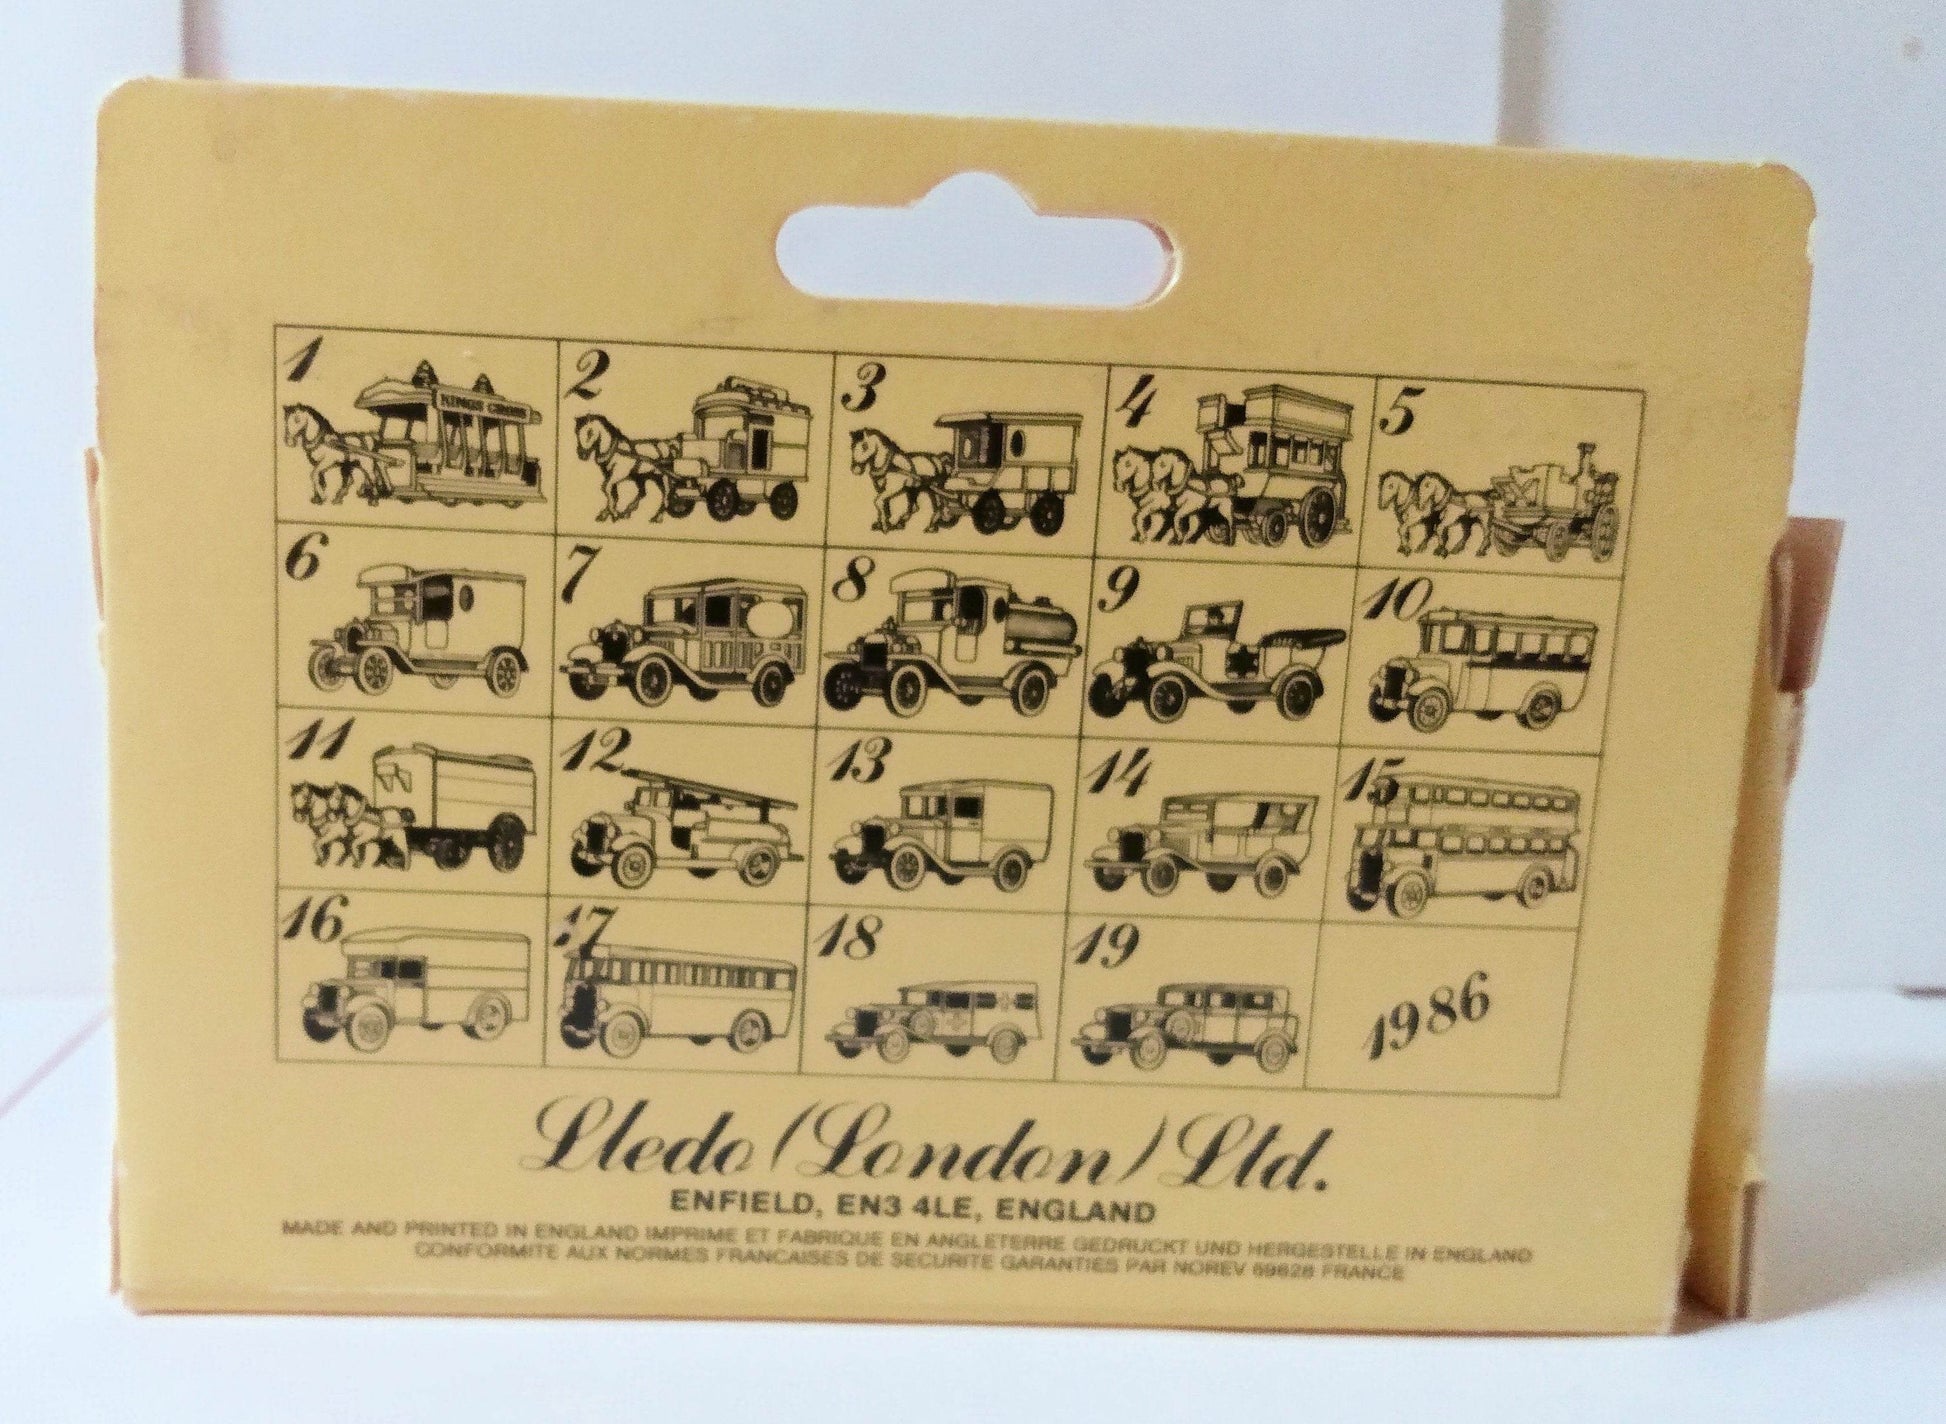 1 2 3 4 5
KINGS CROSS
6 7 8 9 10
11 12 13 14 15
16 17 18 19 1986
Lledo (London) Ltd.
ENFIELD, EN3 4LE, ENGLAND
MADE AND PRINTED IN ENGLAND IMPRIME ET FABRIQUE EN ANGLETERRE GEDRUCKT UND HERGESTELLE IN ENGLAND
CONFORMITE AUX NORMES FRANCAISES DE SECURITE GARANTIES PAR NOREV 69628 FRANCE